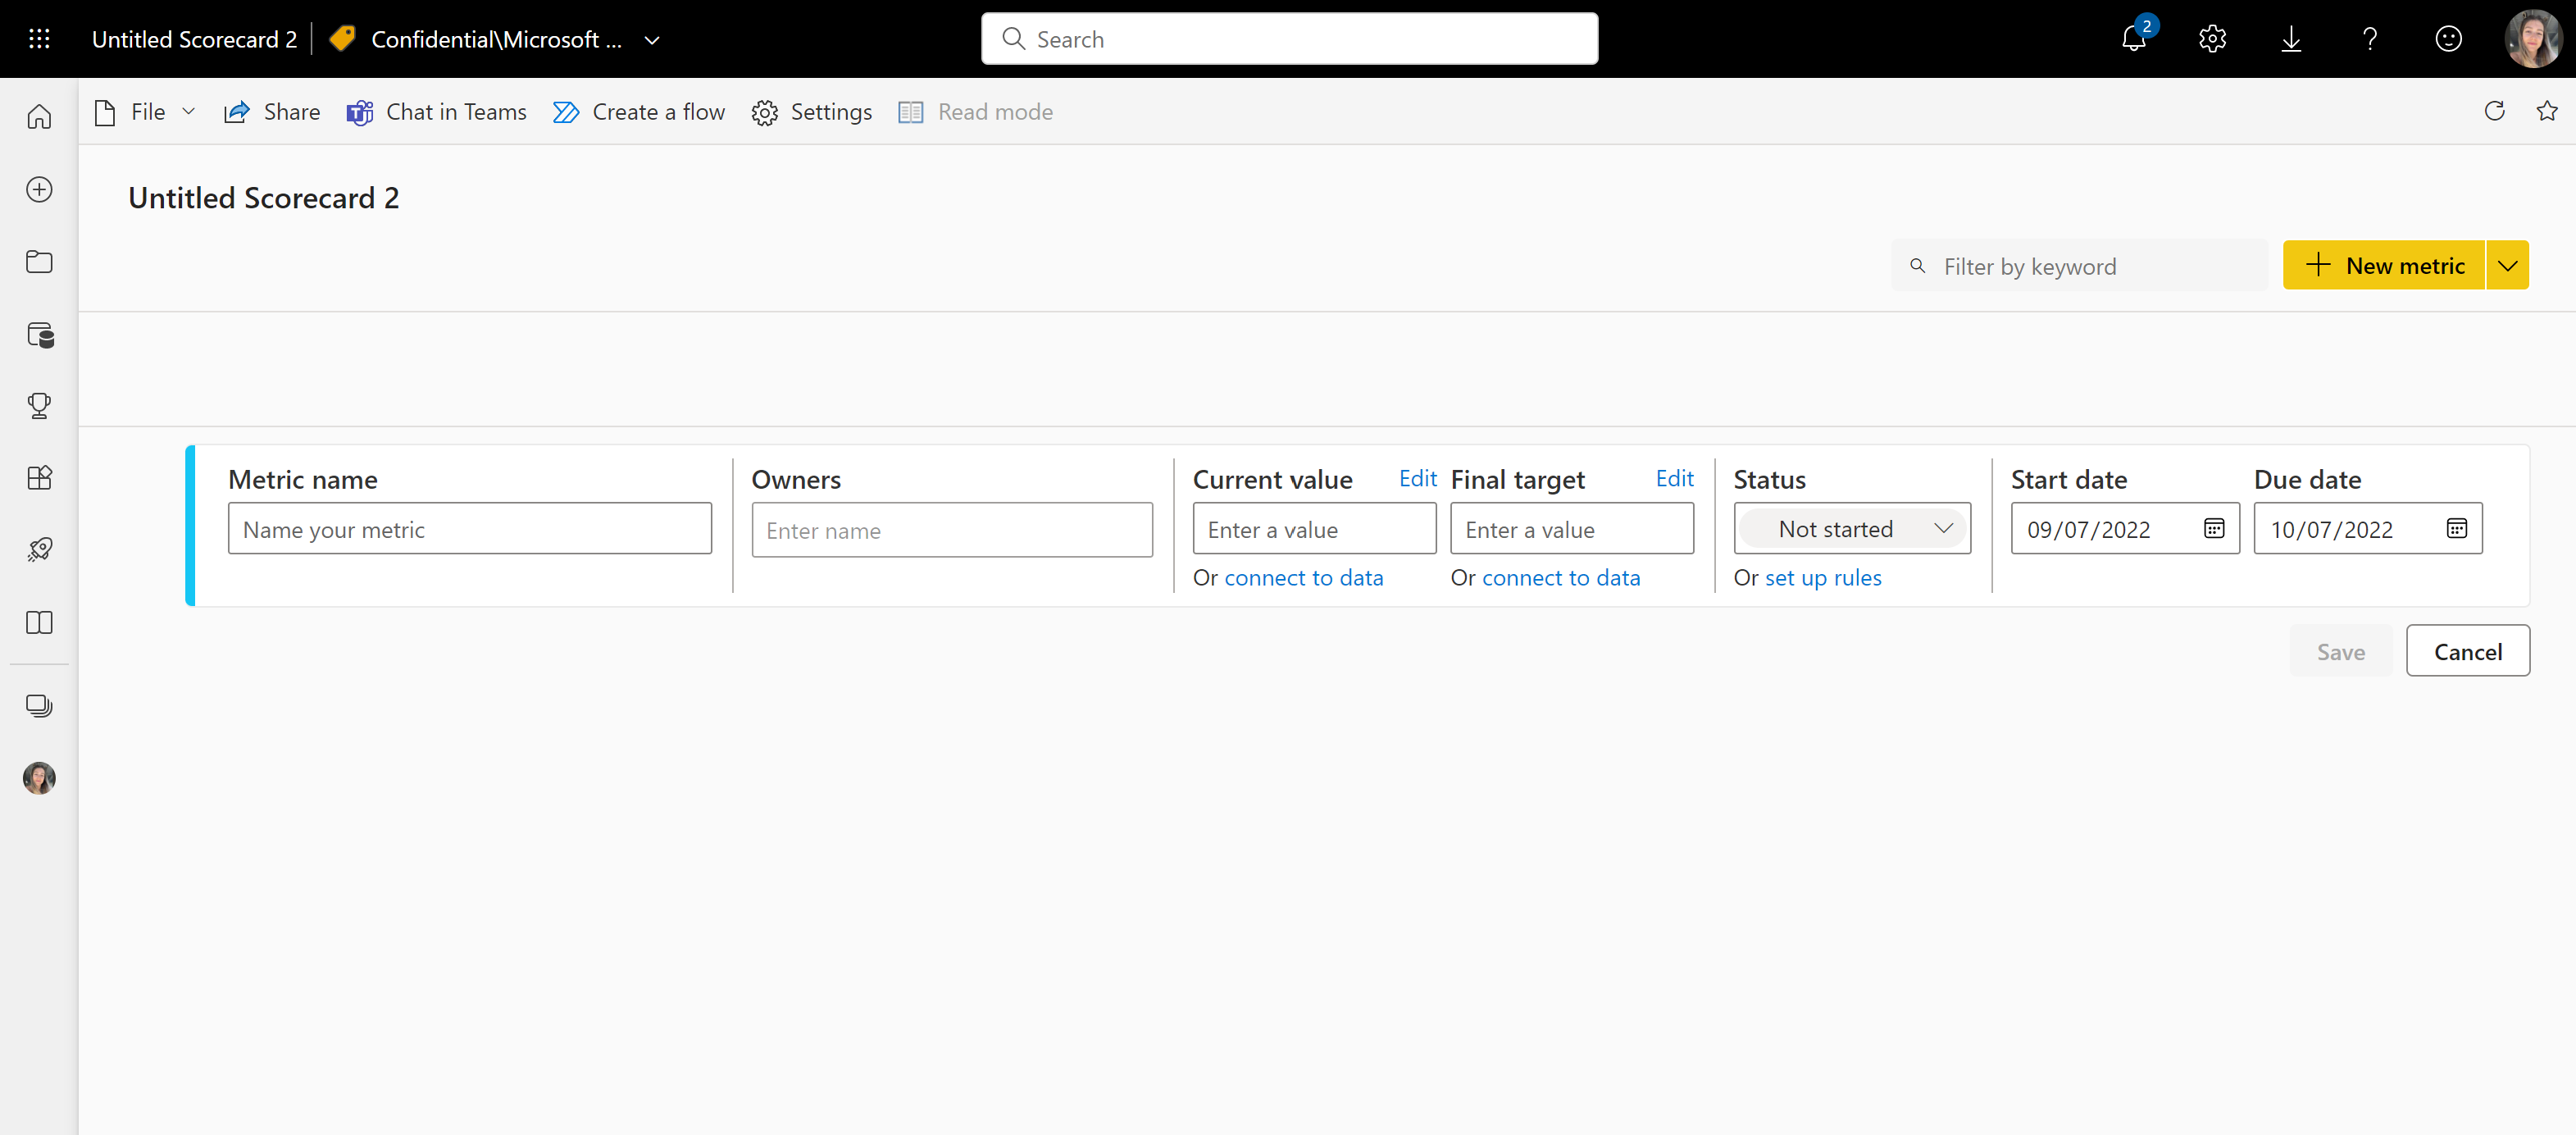 Untitled Scorecard 2 Confidential\Microsoft ... Search 2
File Share Chat in Teams Create a flow Settings Read mode
Untitled Scorecard 2
Filter by keyword New metric
Metric name Owners Current value Edit Final target Edit Status Start date Due date
Name your metric Enter name Enter a value Enter a value Not started 09/07/2022 10/07/2022
Or connect to data Or connect to data Or set up rules
Save Cancel